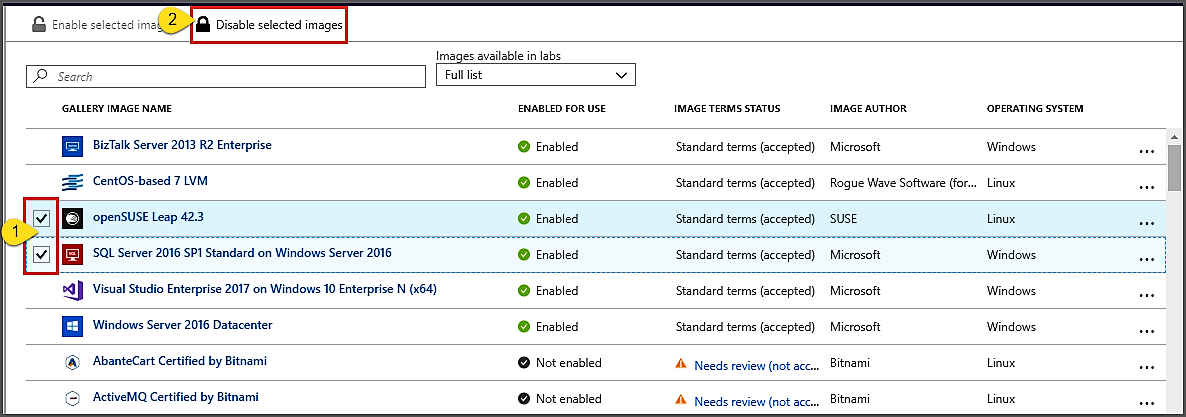 Enable selected imag 2 Disable selected images
Images available in labs
Search Full list
GALLERY IMAGE NAME ENABLED FOR USE IMAGE TERMS STATUS IMAGE AUTHOR OPERATING SYSTEM
BizTalk Server 2013 R2 Enterprise Enabled Standard terms (accepted) Microsoft Windows ...
CentOS-based 7 LVM Enabled Standard terms (accepted) Rogue Wave Software (for... Linux ...
openSUSE Leap 42.3 Enabled Standard terms (accepted) SUSE Linux ...
1
SQL Server 2016 SP1 Standard on Windows Server 2016 Enabled Standard terms (accepted) Microsoft Windows ...
Visual Studio Enterprise 2017 on Windows 10 Enterprise N (x64) Enabled Standard terms (accepted) Microsoft Windows ...
Windows Server 2016 Datacenter Enabled Standard terms (accepted) Microsoft Windows ...
AbanteCart Certified by Bitnami Not enabled Needs review (not acc... Bitnami Linux ...
ActiveMQ Certified by Bitnami Not enabled Needs review (not acc... Bitnami Linux ...